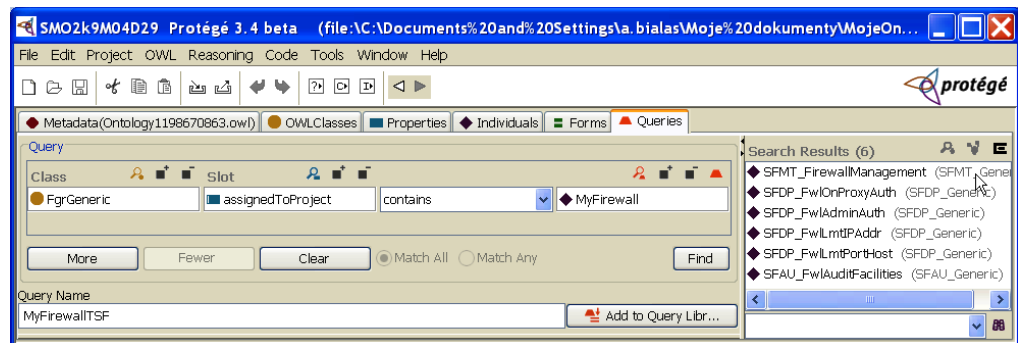 SMO2k9M04D29 Protégé 3.4 beta (file:\C:\Documents%20and%20Settings\a.bialas\Moje%20dokumenty\MojeOn...
File Edit Project OWL Reasoning Code Tools Window Help
protégé
Metadata(Ontology1198670863.owl) OWLClasses Properties Individuals Forms Queries
Query
Class Slot
FgrGeneric assignedToProject contains MyFirewall
More Fewer Clear Match All Match Any Find
Query Name
MyFirewallTSF Add to Query Libr...
Search Results (6)
SFMT_FirewallManagement (SFMT_Gene
SFDP_FwlOnProxyAuth (SFDP_Generic)
SFDP_FwlAdminAuth (SFDP_Generic)
SFDP_FwlLmtIPAddr (SFDP_Generic)
SFDP_FwlLmtPortHost (SFDP_Generic)
SFAU_FwlAuditFacilities (SFAU_Generic)